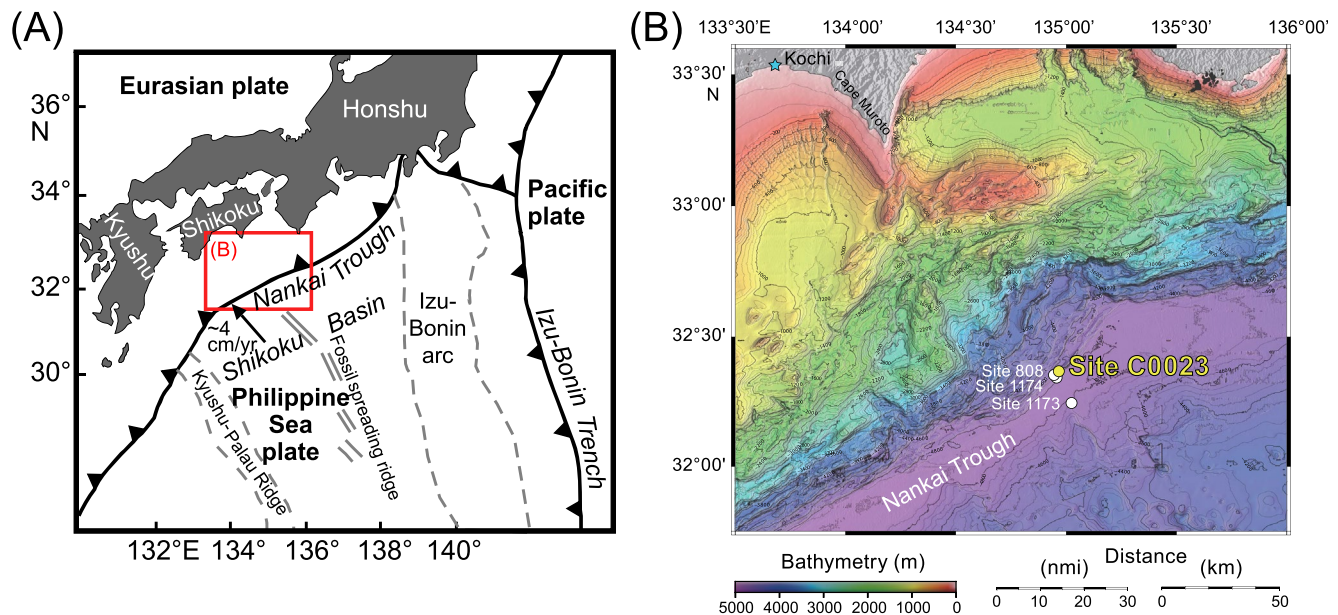 (A)
Eurasian plate
Honshu
36°
N
34°
32°
30°
Pacific
plate
Kyushu
Shikoku
(B)
Nankai Trough
~4
cm/yr
Shikoku
Basin
Izu-
Bonin
arc
Izu-Bonin Trench
Philippine
Sea
plate
Kyushu-Palau Ridge
Fossil spreading ridge
132°E 134° 136° 138° 140°
(B)
133°30'E 134°00' 134°30' 135°00' 135°30' 136°00'
33°30'
N
33°00'
32°30'
32°00'
Kochi
Cape Muroto
Site 808
Site C0023
Site 1174
Site 1173
Nankai Trough
Bathymetry (m)
5000 4000 3000 2000 1000 0
Distance
(nmi) (km)
0 10 20 30
0 50